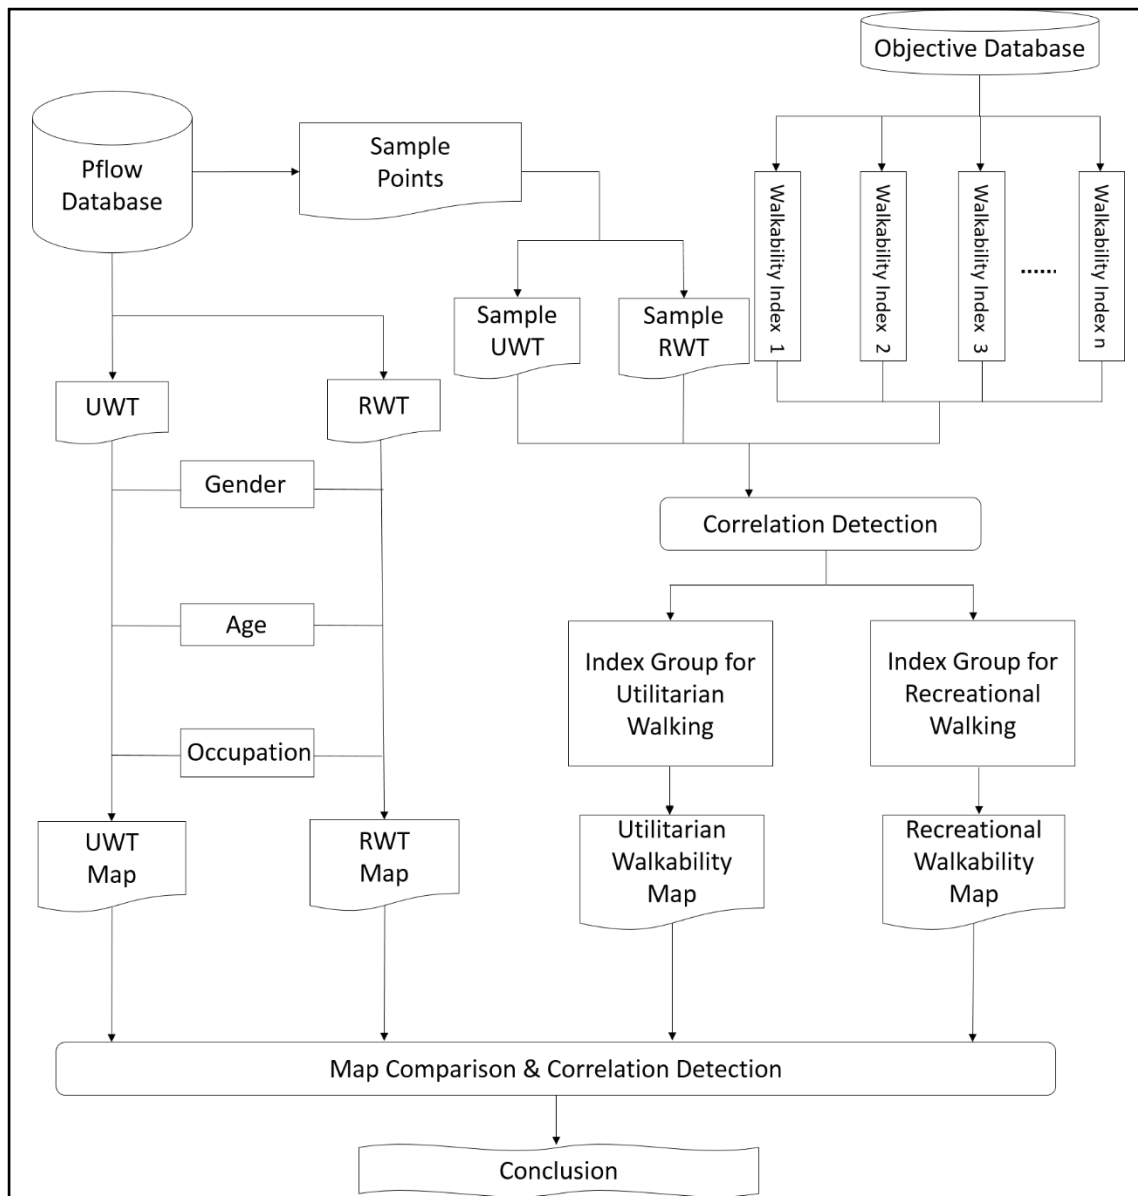 Objective Database
Pflow
Database
Sample
Points
Walkability Index 1
Walkability Index 2
Walkability Index 3
......
Walkability Index n
Sample
UWT
Sample
RWT
UWT
RWT
Gender
Correlation Detection
Age
Index Group for
Utilitarian
Walking
Index Group for
Recreational
Walking
Occupation
UWT
Map
RWT
Map
Utilitarian
Walkability
Map
Recreational
Walkability
Map
Map Comparison & Correlation Detection
Conclusion